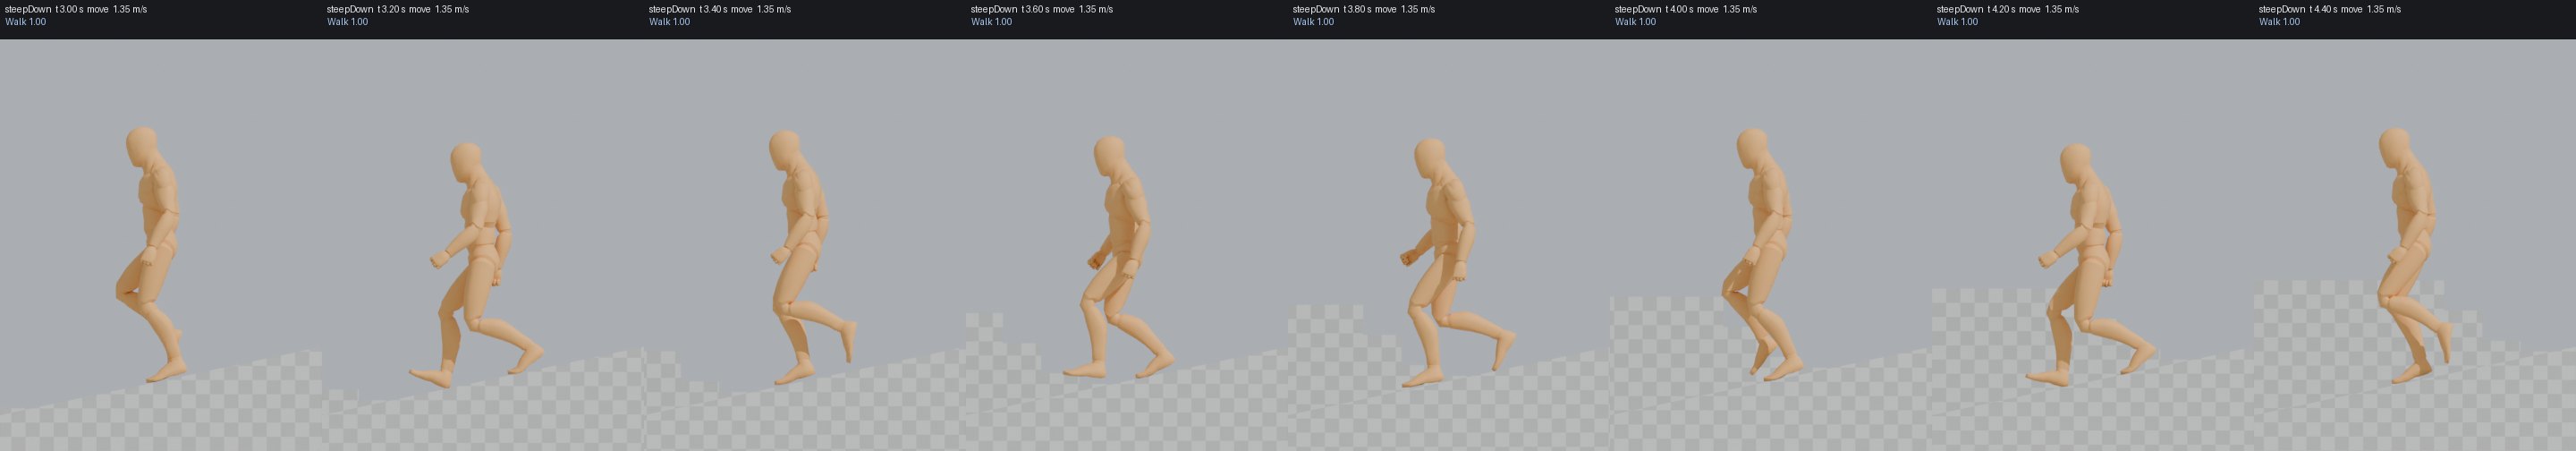 steepDown t 3.00 s move 1.35 m/s
Walk 1.00
steepDown t 3.20 s move 1.35 m/s
Walk 1.00
steepDown t 3.40 s move 1.35 m/s
Walk 1.00
steepDown t 3.60 s move 1.35 m/s
Walk 1.00
steepDown t 3.80 s move 1.35 m/s
Walk 1.00
steepDown t 4.00 s move 1.35 m/s
Walk 1.00
steepDown t 4.20 s move 1.35 m/s
Walk 1.00
steepDown t 4.40 s move 1.35 m/s
Walk 1.00